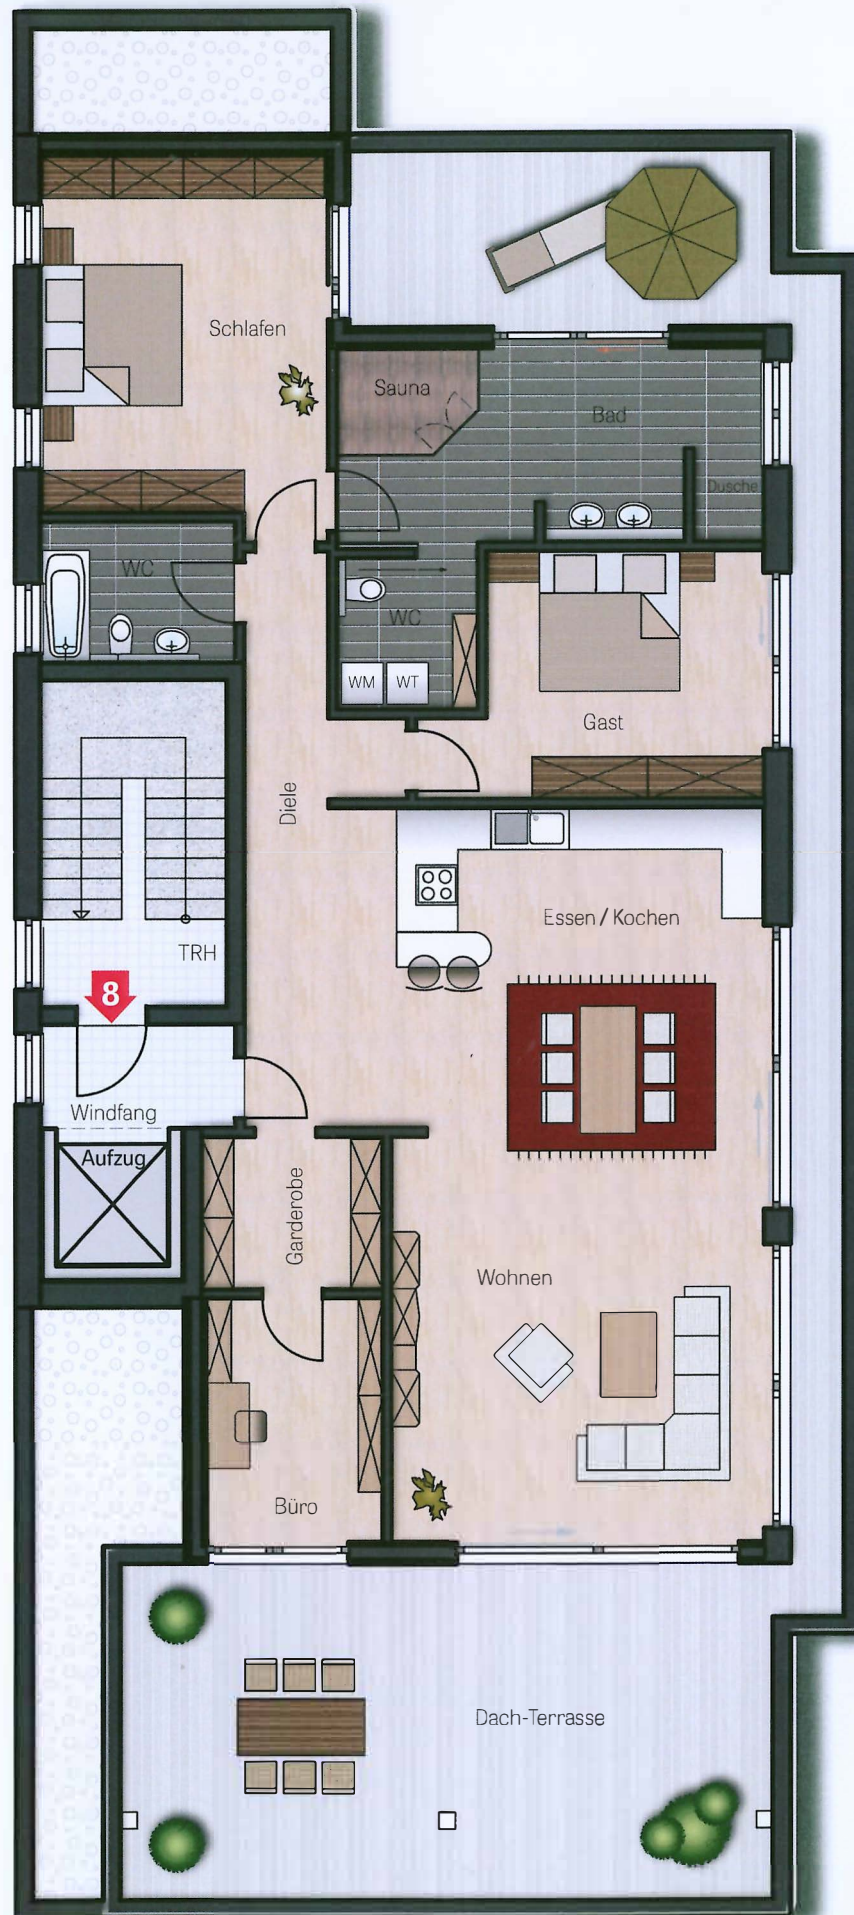 Schlafen
Sauna
Bad
Dusche
WC
WC
WM
WT
Gast
Diele
Essen / Kochen
TRH
8
Windfang
Aufzug
Garderobe
Wohnen
Büro
Dach-Terrasse